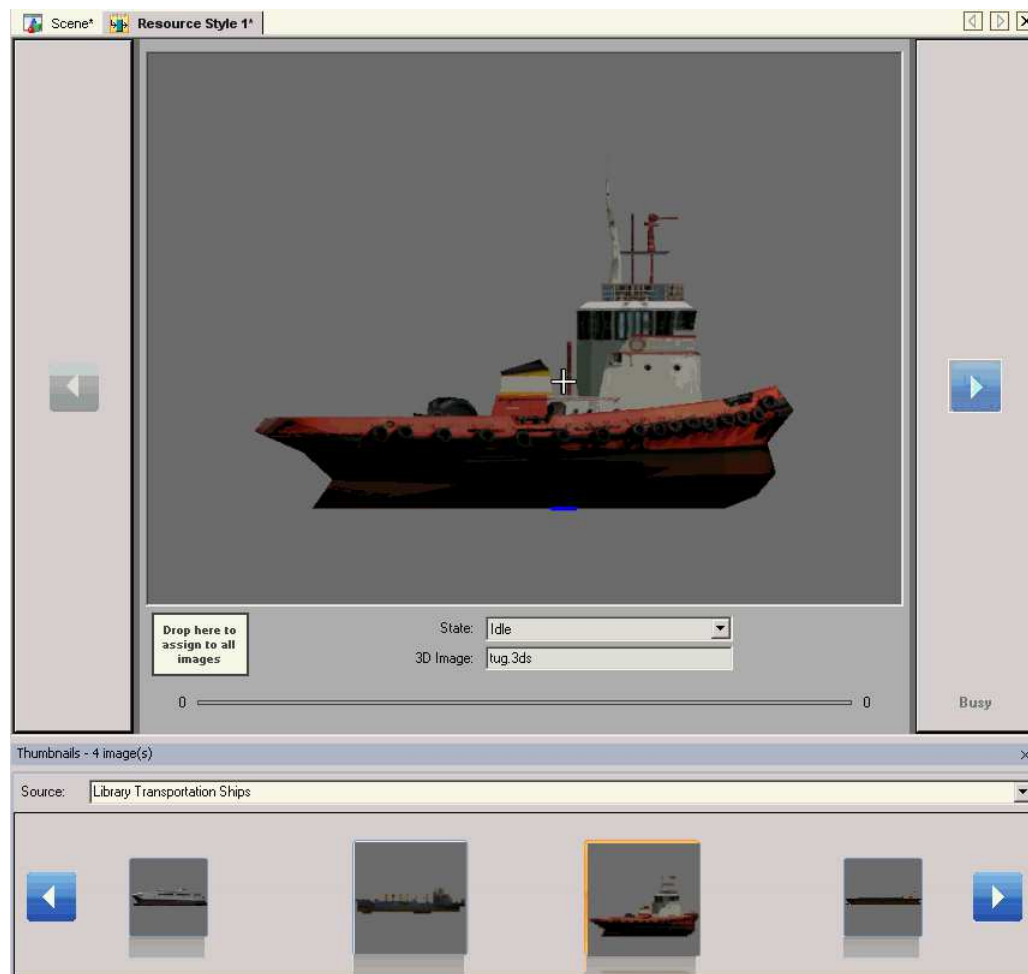 Scene*
Resource Style 1*
Drop here to
assign to all
images
State: Idle
3D Image: tug.3ds
0 0
Busy
Thumbnails - 4 image(s)
Source: Library Transportation Ships